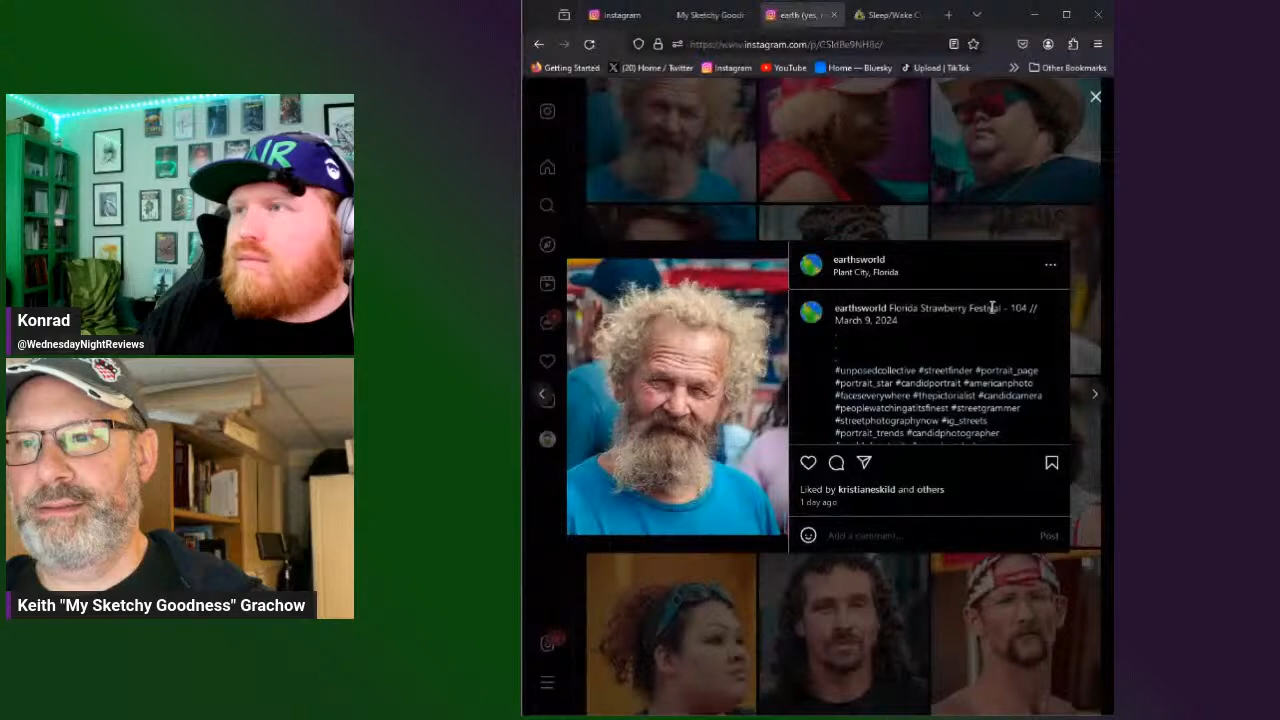 Instagram
My Sketchy Goodn
earth (yes,
Sleep/Wake C
instagram.com
Getting Started
(20) Home / Twitter
Instagram
YouTube
Home — Bluesky
Upload | TikTok
Other Bookmarks
Konrad
@WednesdayNightReviews
Keith "My Sketchy Goodness" Grachow
earthsworld
Plant City, Florida
earthsworld Florida Strawberry Festival - 104 //
March 9, 2024
.
.
.
#unposedcollective #streetfinder #portrait_page
#portrait_star #candidportrait #americanphoto
#faceseverywhere #thepictorialist #candidcamera
#peoplewatchingatitsfinest #streetgrammer
#streetphotographynow #ig_streets
#portrait_trends #candidphotographer
Liked by kristianeskild and others
1 day ago
Add a comment...
Post